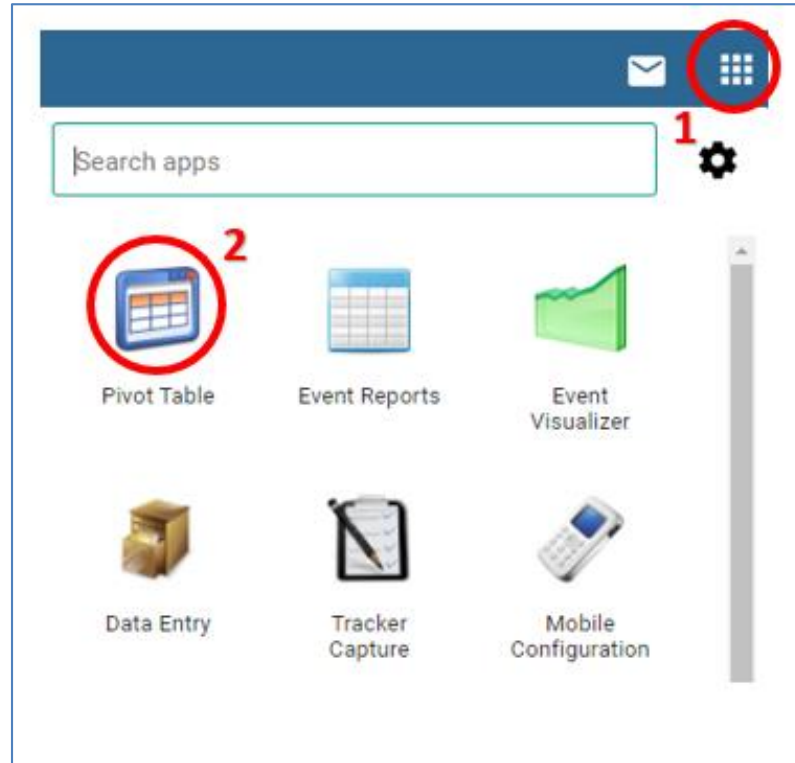 1
Search apps
2
Pivot Table
Event Reports
Event
Visualizer
Data Entry
Tracker
Capture
Mobile
Configuration